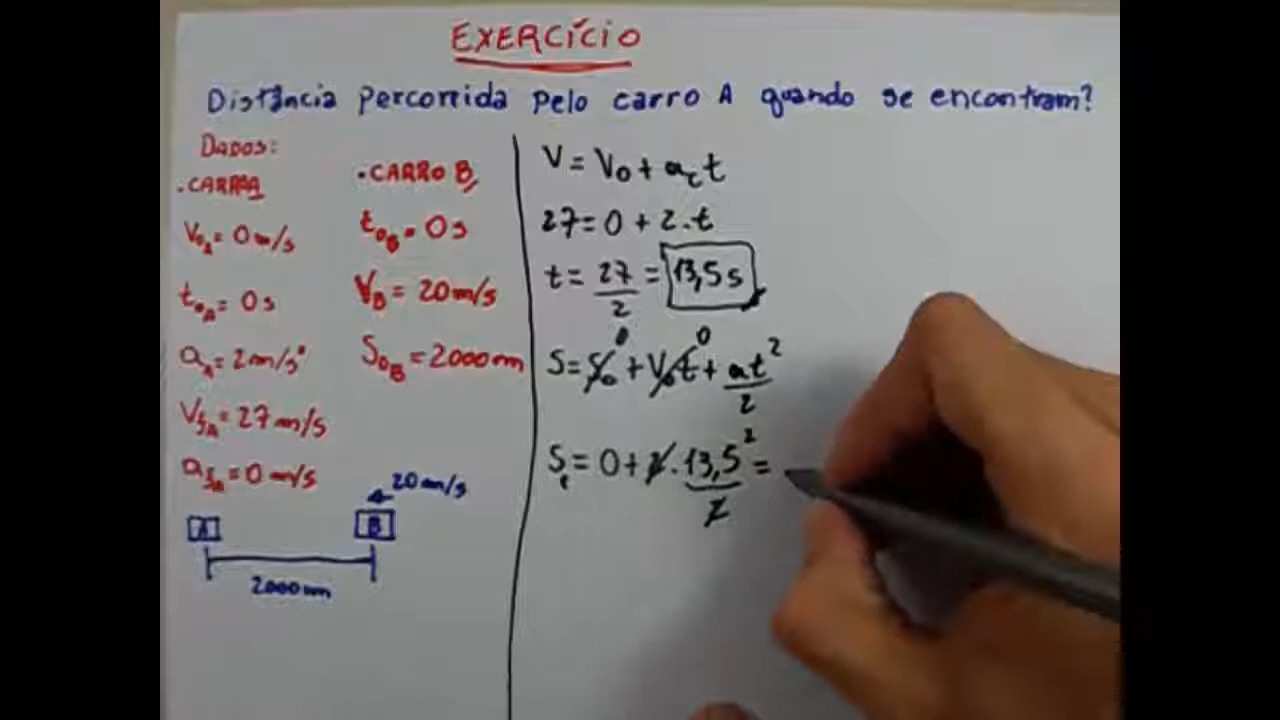 EXERCÍCIO
Distância percorrida pelo carro A quando se encontram?
Dados:
• CARRO A
V₀A = 0 m/s
t₀A = 0 s
aA = 2 m/s²
VfA = 27 m/s
afA = 0 m/s
• CARRO B
t₀B = 0 s
VB = 20 m/s
S₀B = 2000 m
20 m/s
A B
2000 m
V = V₀ + a t
27 = 0 + 2 . t
t = 27/2 = 13,5 s
0 0
S = S₀ + V₀t + at²/2
S = 0 + 2 . 13,5²/2 =